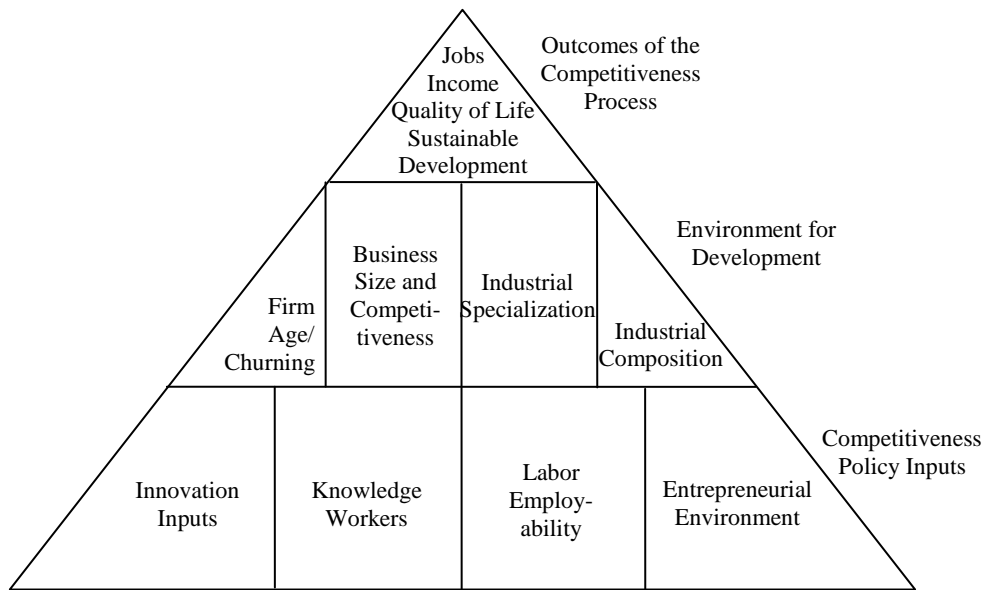 Jobs
Income
Quality of Life
Sustainable
Development
Outcomes of the
Competitiveness
Process
Firm
Age/
Churning
Business
Size and
Competi-
tiveness
Industrial
Specialization
Industrial
Composition
Environment for
Development
Innovation
Inputs
Knowledge
Workers
Labor
Employ-
ability
Entrepreneurial
Environment
Competitiveness
Policy Inputs